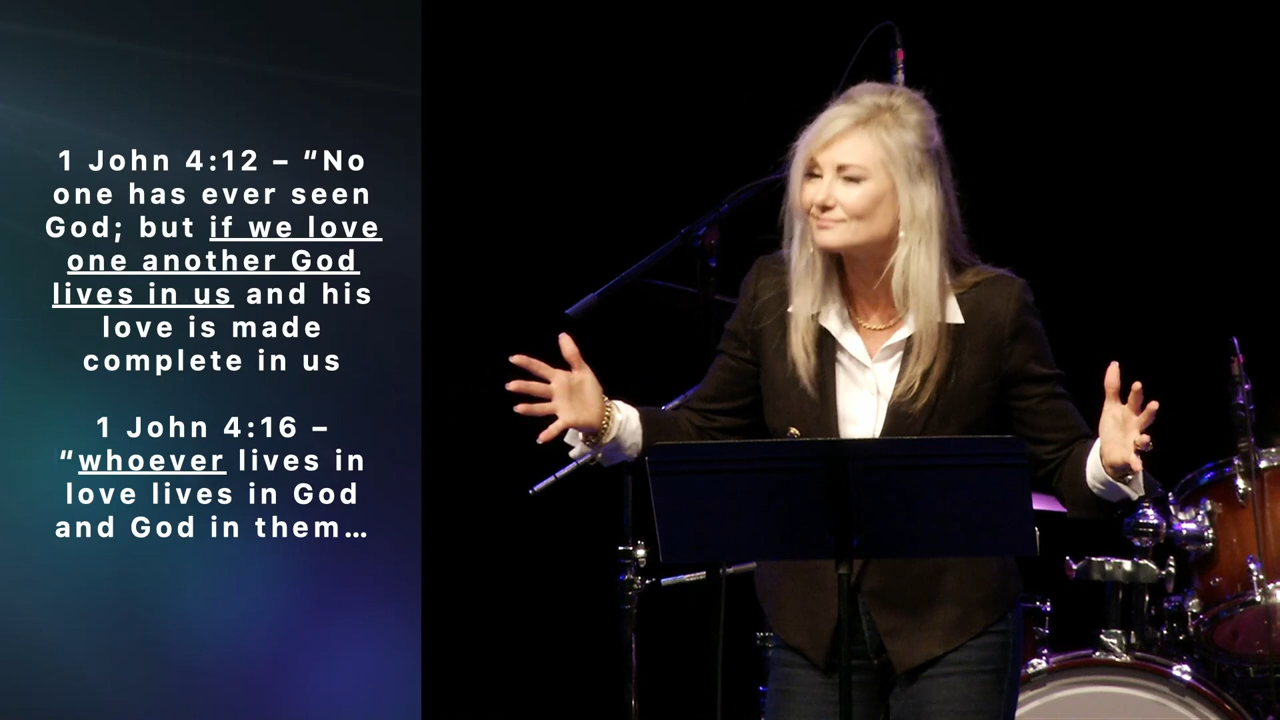 1 John 4:12 – “No
one has ever seen
God; but if we love
one another God
lives in us and his
love is made
complete in us
1 John 4:16 –
“whoever lives in
love lives in God
and God in them…